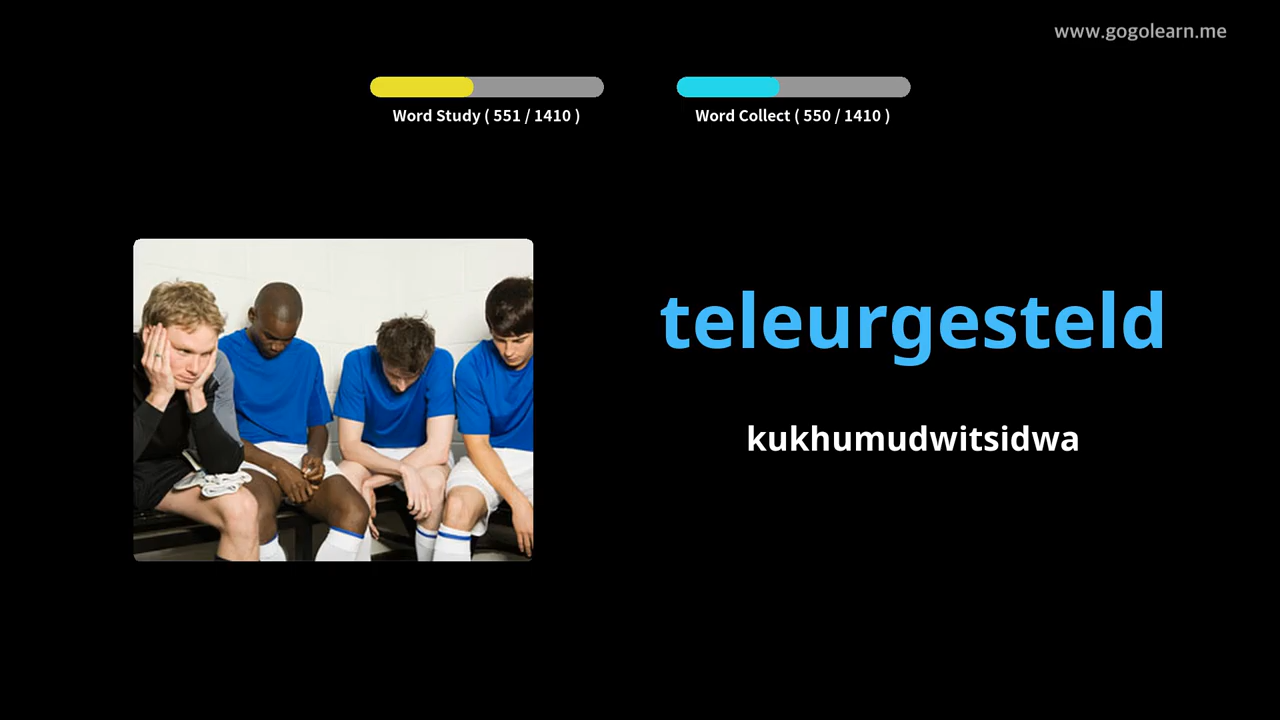 www.gogolearn.me
Word Study ( 551 / 1410 )
Word Collect ( 550 / 1410 )
teleurgesteld
kukhumudwitsidwa